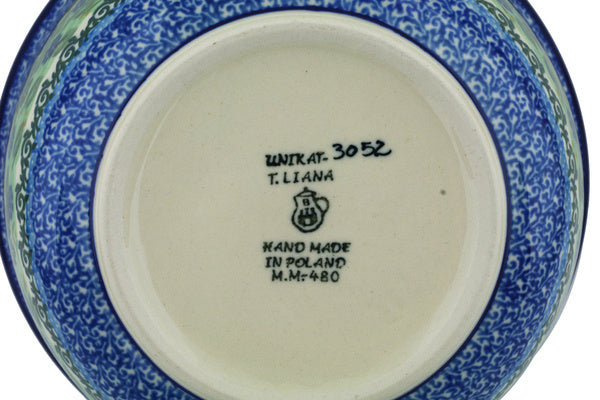 UNIKAT-3052
T. LIANA
HAND MADE
IN POLAND
M.M.-480